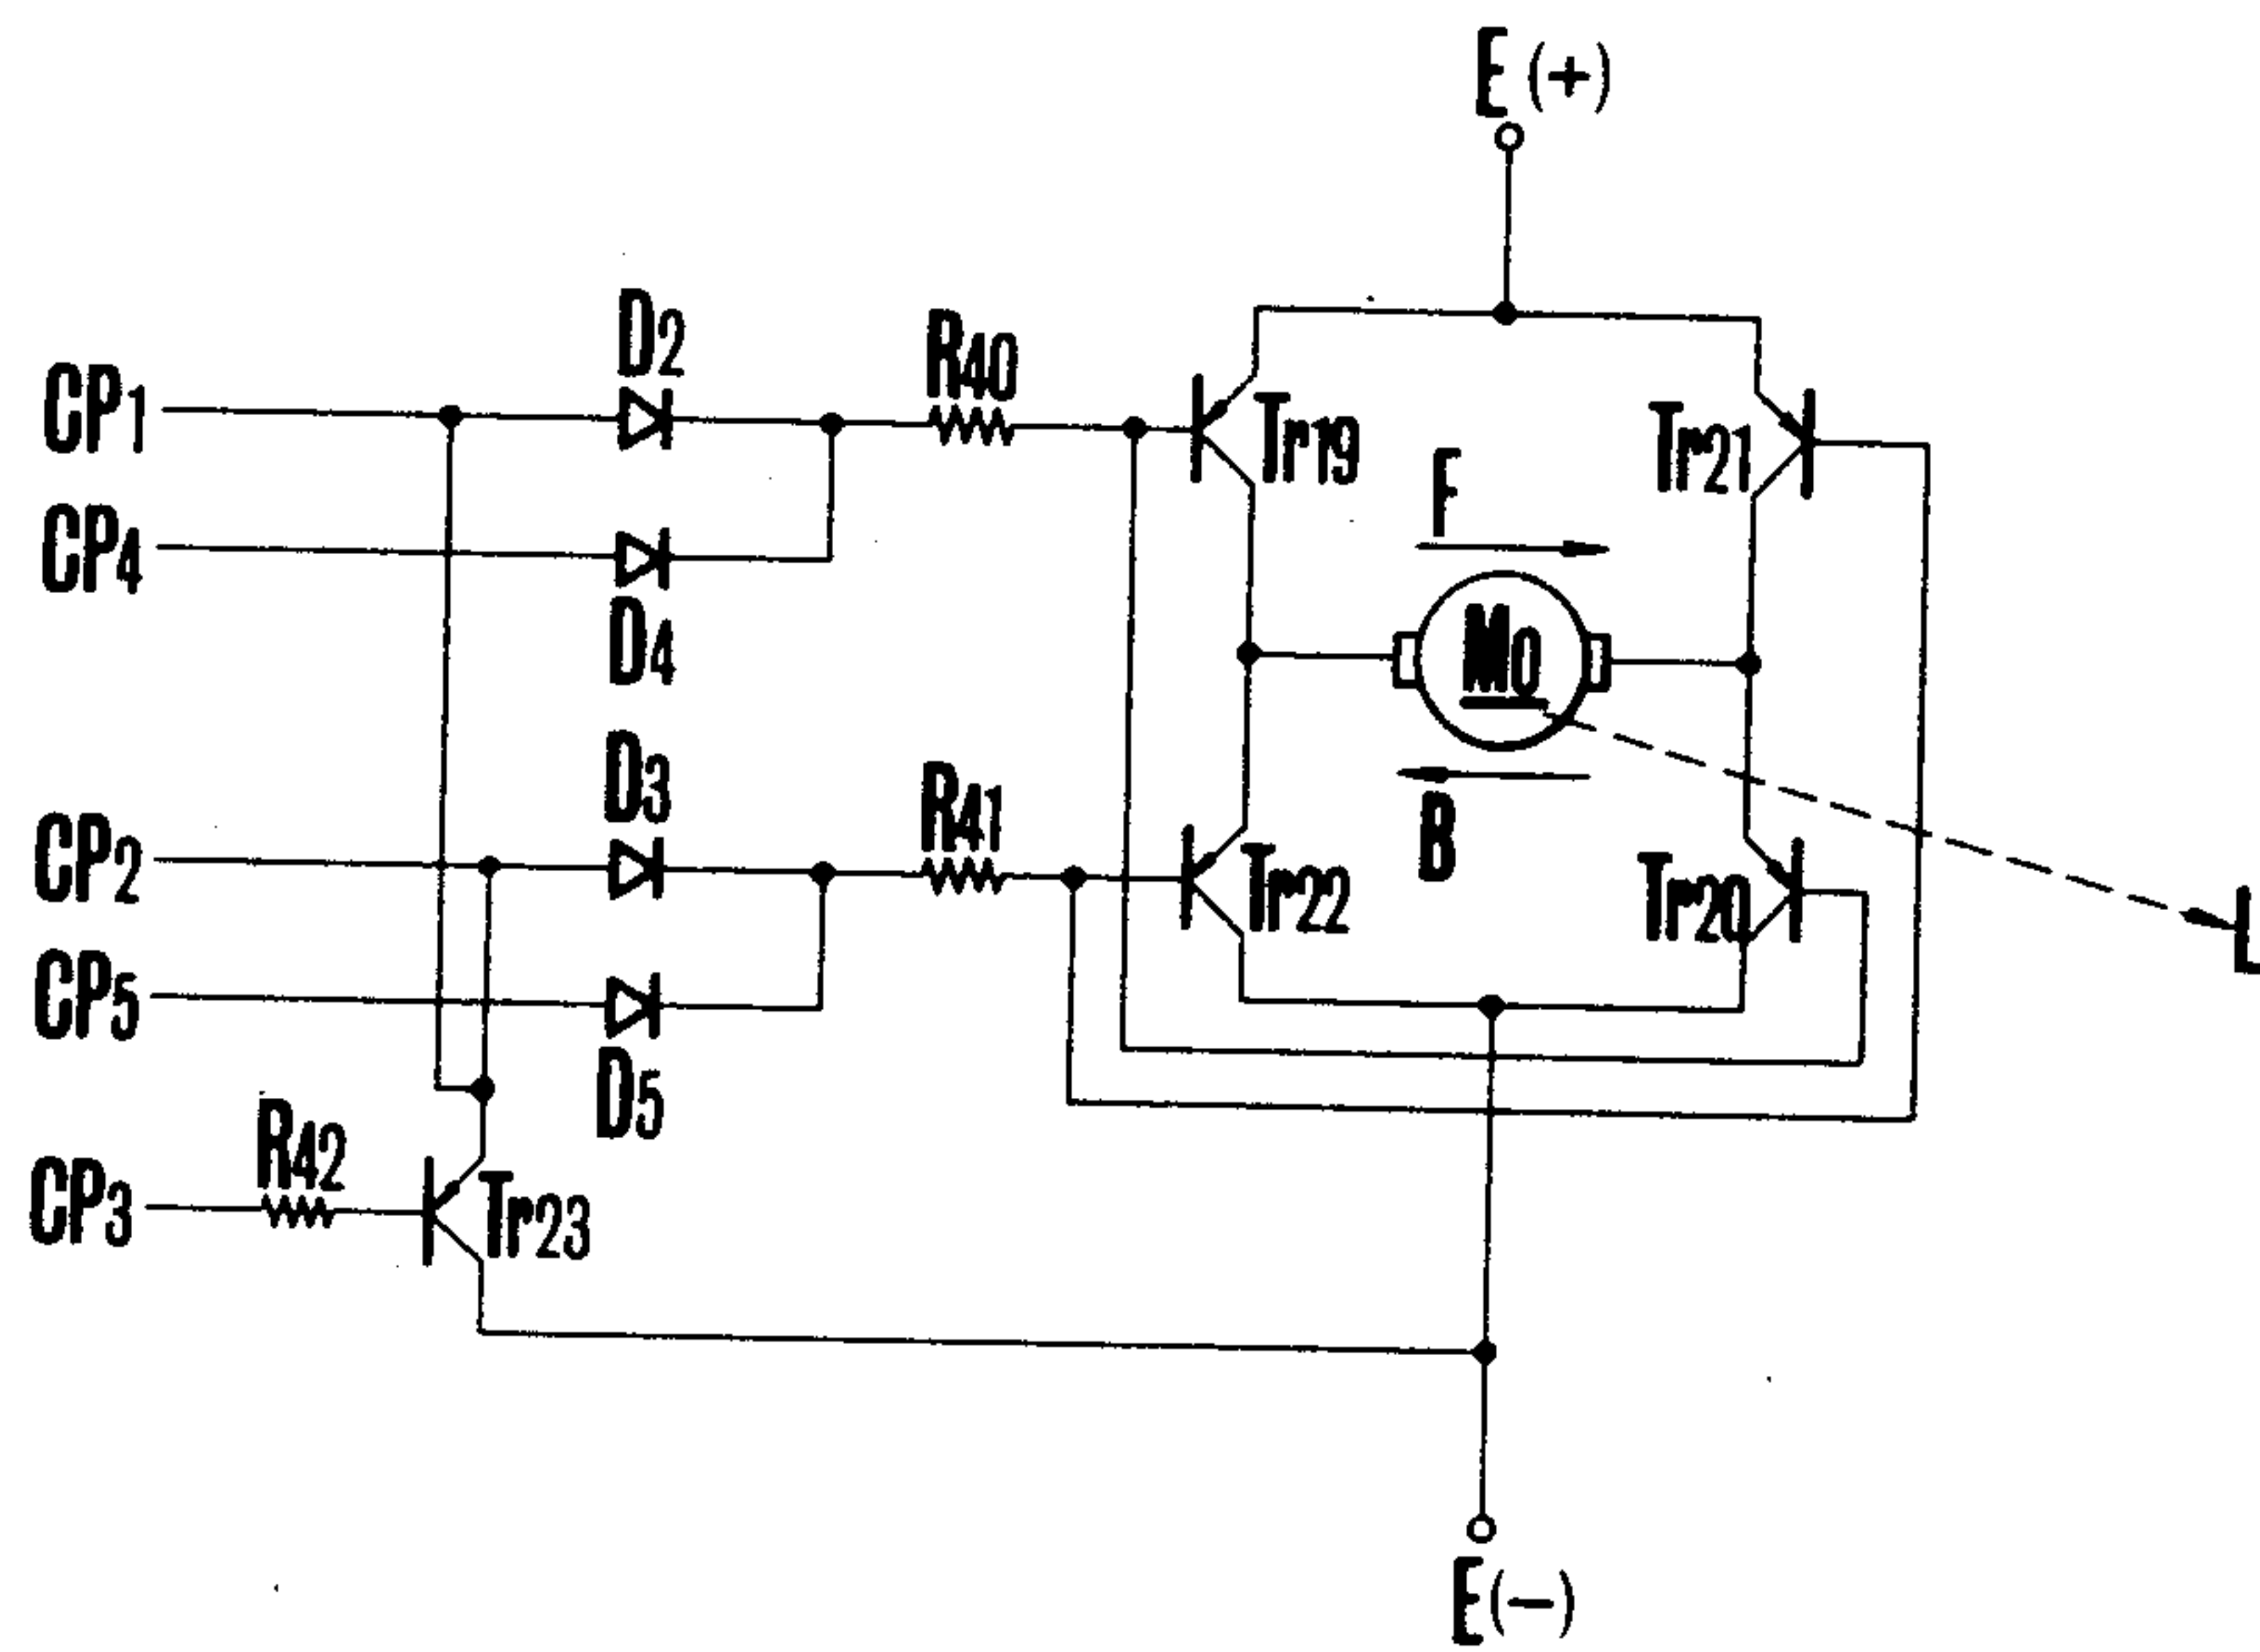 E (+)
D2
R40
CP1
Tr19
Tr21
F
CP4
D4
Mo
D3
R41
CP2
B
Tr22
Tr20
L
CP5
D5
R42
CP3
Tr23
E(−)